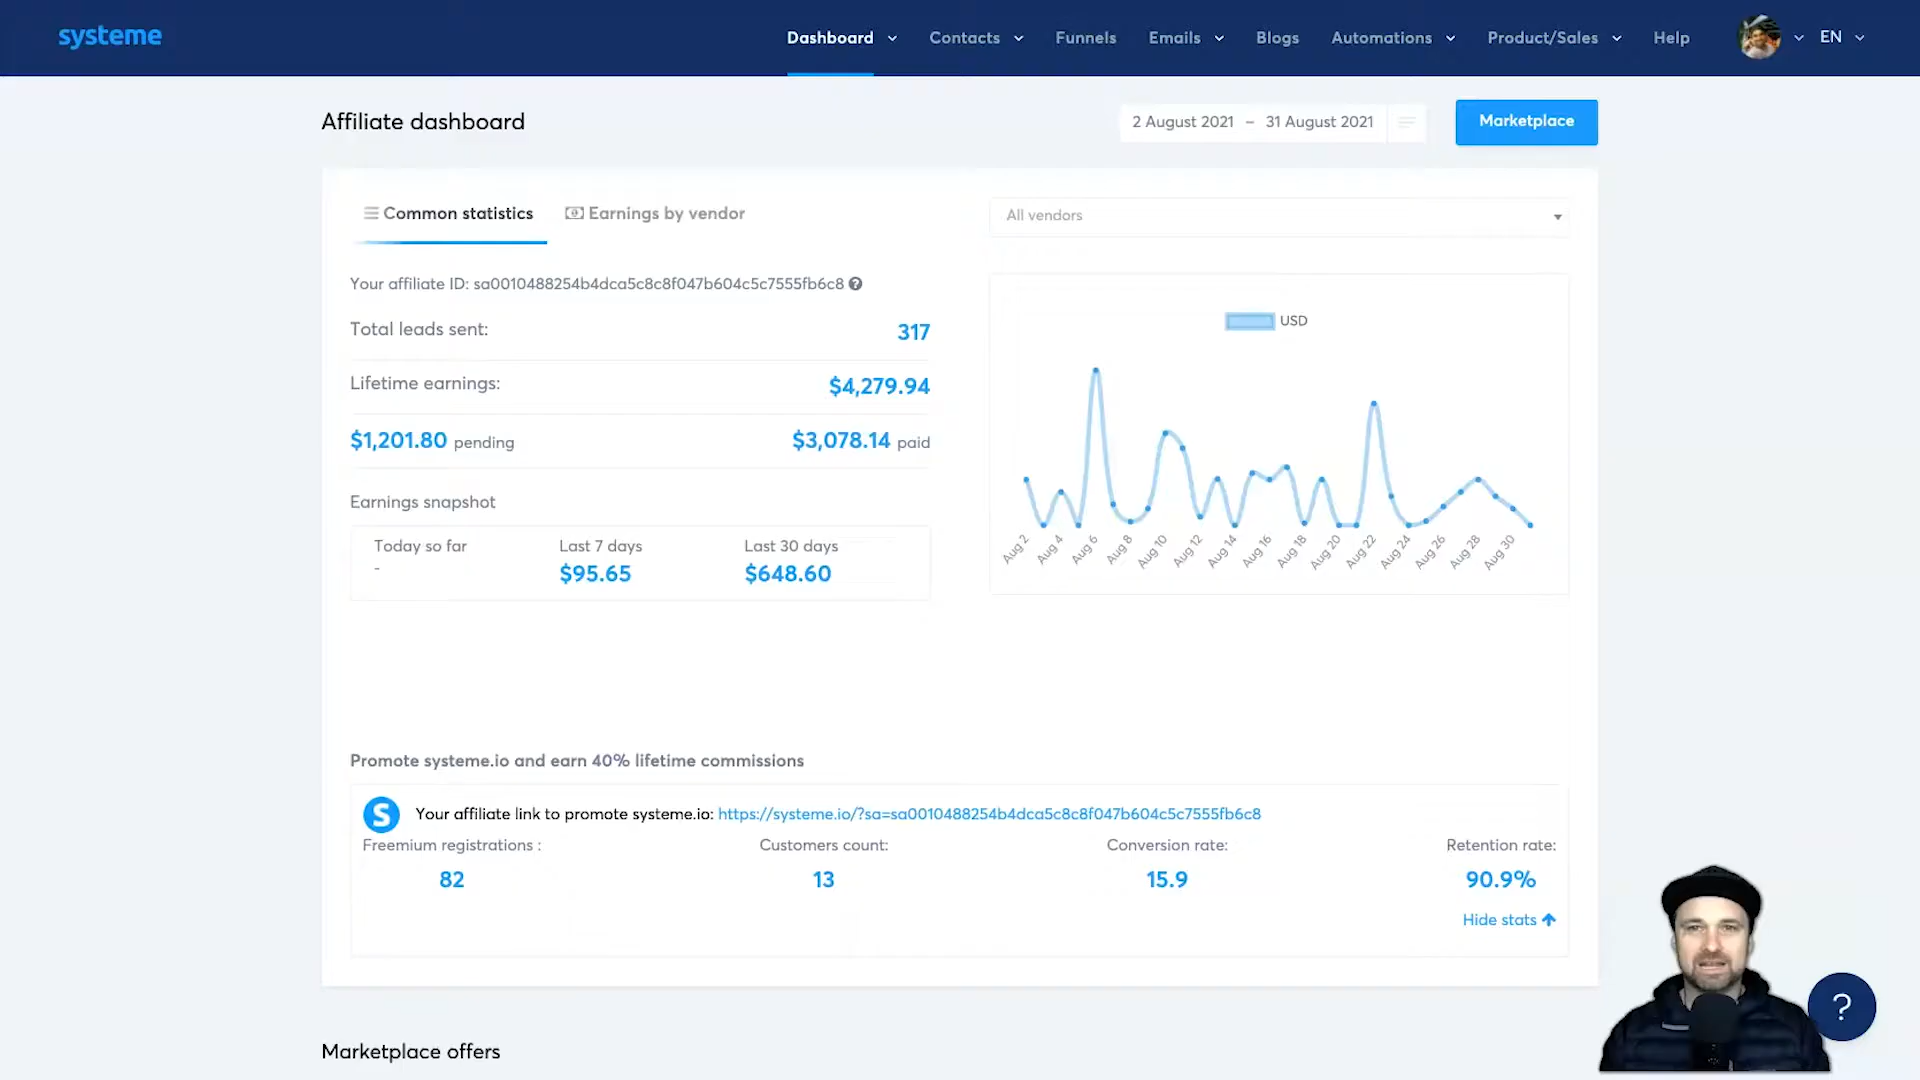 systeme
Dashboard Contacts Funnels Emails Blogs Automations Product/Sales Help EN
Affiliate dashboard
2 August 2021 – 31 August 2021
Marketplace
Common statistics Earnings by vendor
All vendors
Your affiliate ID: sa0010488254b4dca5c8c8f047b604c5c7555fb6c8 ?
Total leads sent: 317
Lifetime earnings: $4,279.94
$1,201.80 pending $3,078.14 paid
Earnings snapshot
Today so far Last 7 days Last 30 days
- $95.65 $648.60
USD
Aug 2 Aug 4 Aug 6 Aug 8 Aug 10 Aug 12 Aug 14 Aug 16 Aug 18 Aug 20 Aug 22 Aug 24 Aug 26 Aug 28 Aug 30
Promote systeme.io and earn 40% lifetime commissions
S Your affiliate link to promote systeme.io: https://systeme.io/?sa=sa0010488254b4dca5c8c8f047b604c5c7555fb6c8
Freemium registrations : Customers count: Conversion rate: Retention rate:
82 13 15.9 90.9%
Hide stats
?
Marketplace offers